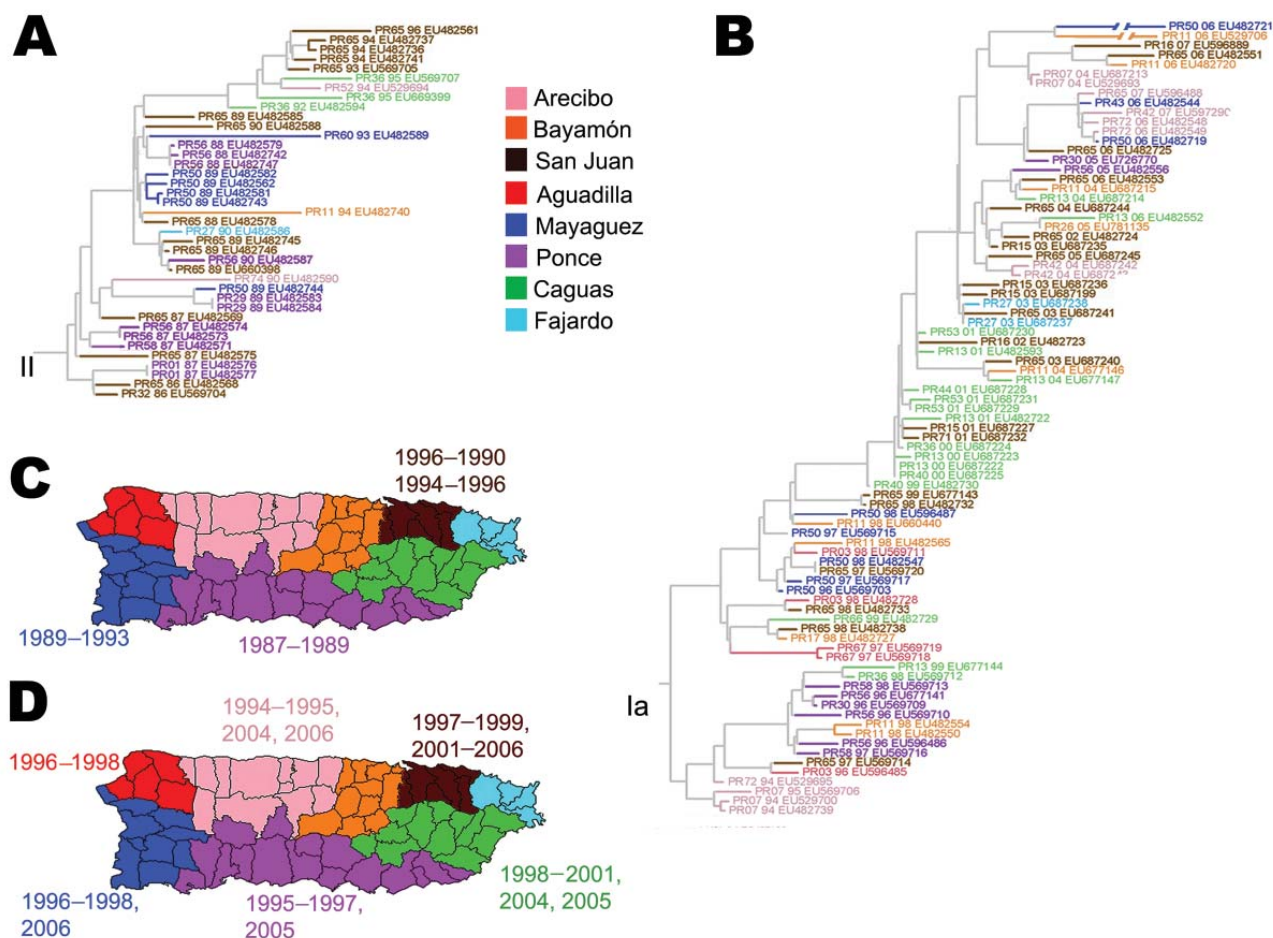 A
PR65 96 EU482561
PR65 94 EU482737
PR65 94 EU482736
PR65 94 EU482741
PR65 93 EU569705
PR36 95 EU569707
PR52 94 EU529694
PR36 95 EU669399
PR36 92 EU482594
PR65 89 EU482585
PR65 90 EU482588
PR60 93 EU482589
PR56 88 EU482579
PR56 88 EU482742
PR56 88 EU482747
PR50 89 EU482582
PR50 89 EU482562
PR50 89 EU482581
PR50 89 EU482743
PR11 94 EU482740
PR65 88 EU482578
PR27 90 EU482586
PR65 89 EU482745
PR65 89 EU482746
PR56 90 EU482587
PR65 89 EU660398
PR74 90 EU482590
PR50 89 EU482744
PR29 89 EU482583
PR29 89 EU482584
PR65 87 EU482569
PR56 87 EU482574
PR56 87 EU482573
PR58 87 EU482571
PR65 87 EU482575
PR01 87 EU482576
PR01 87 EU482577
PR65 86 EU482568
PR32 86 EU569704
II
Arecibo
Bayamón
San Juan
Aguadilla
Mayaguez
Ponce
Caguas
Fajardo
B
PR50 06 EU482721
PR11 06 EU529706
PR16 07 EU596889
PR65 06 EU482551
PR11 06 EU482720
PR07 04 EU687213
PR07 04 EU529693
PR65 07 EU596488
PR43 06 EU482544
PR42 07 EU597290
PR72 06 EU482548
PR72 06 EU482549
PR50 06 EU482719
PR65 06 EU482725
PR30 05 EU726770
PR56 05 EU482556
PR65 06 EU482553
PR11 04 EU687215
PR13 04 EU687214
PR65 04 EU687244
PR13 06 EU482552
PR26 05 EU781135
PR65 02 EU482724
PR15 03 EU687235
PR65 05 EU687245
PR42 04 EU687242
PR42 04
PR15 03 EU687236
PR15 03 EU687199
PR27 03 EU687238
PR65 03 EU687241
PR27 03 EU687237
PR53 01 EU687230
PR16 02 EU482723
PR13 01 EU482593
PR65 03 EU687240
PR11 04 EU677146
PR13 04 EU677147
PR44 01 EU687228
PR53 01 EU687231
PR53 01 EU687229
PR13 01 EU482722
PR15 01 EU687227
PR71 01 EU687232
PR36 00 EU687224
PR13 00 EU687223
PR13 00 EU687222
PR40 00 EU687225
PR40 99 EU482730
PR65 99 EU677143
PR65 98 EU482732
PR50 98 EU596487
PR11 98 EU660440
PR50 97 EU569715
PR11 98 EU482565
PR03 98 EU569711
PR50 98 EU482547
PR65 97 EU569720
PR50 97 EU569717
PR50 96 EU569703
PR03 98 EU482728
PR65 98 EU482733
PR66 99 EU482729
PR65 98 EU482738
PR17 98 EU482727
PR67 97 EU569719
PR67 97 EU569718
PR13 99 EU677144
PR36 98 EU569712
PR58 98 EU569713
PR56 96 EU677141
PR30 96 EU569709
PR56 96 EU569710
PR11 98 EU482554
PR11 98 EU482550
PR56 96 EU596486
PR58 97 EU569716
PR65 97 EU569714
PR03 96 EU596485
PR72 94 EU529695
PR07 95 EU569706
PR07 94 EU529700
PR07 94 EU482739
Ia
C
1996–1990
1994–1996
1989–1993
1987–1989
D
1994–1995,
2004, 2006
1997–1999,
2001–2006
1996–1998
1996–1998,
2006
1995–1997,
2005
1998–2001,
2004, 2005